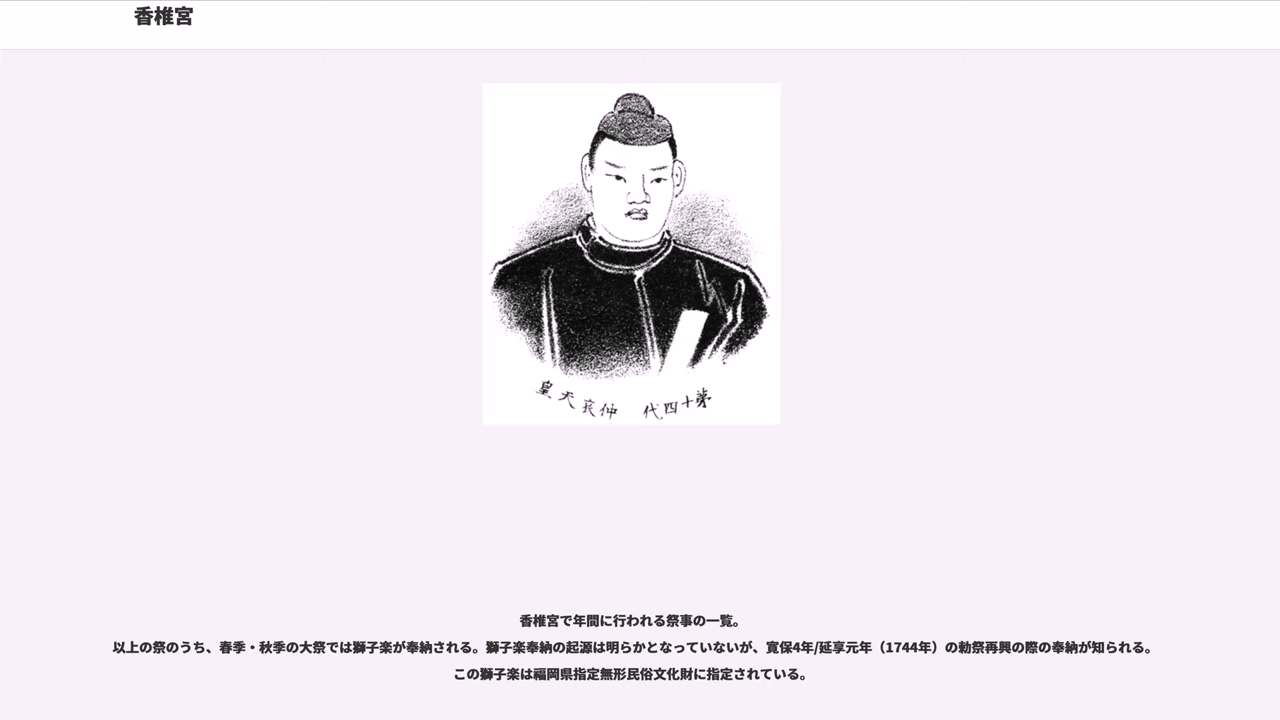 香椎宮
第十四代 仲哀天皇
香椎宮で年間に行われる祭事の一覧。
以上の祭のうち、春季・秋季の大祭では獅子楽が奉納される。獅子楽奉納の起源は明らかとなっていないが、寛保4年/延享元年（1744年）の勅祭再興の際の奉納が知られる。
この獅子楽は福岡県指定無形民俗文化財に指定されている。